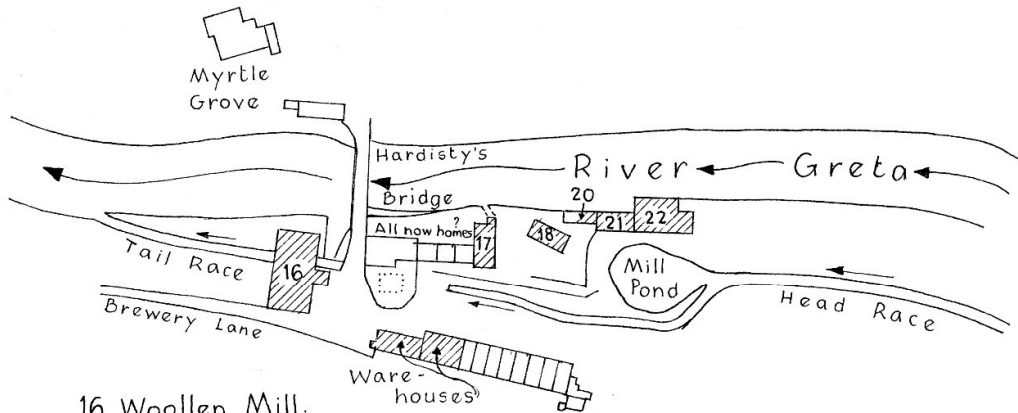 Myrtle
Grove
Hardisty's
Bridge
River Greta
20
21
22
?
All now homes
17
18
Mill
Pond
Tail Race
16
Head Race
Brewery Lane
Ware-
houses
16 Woollen Mill.